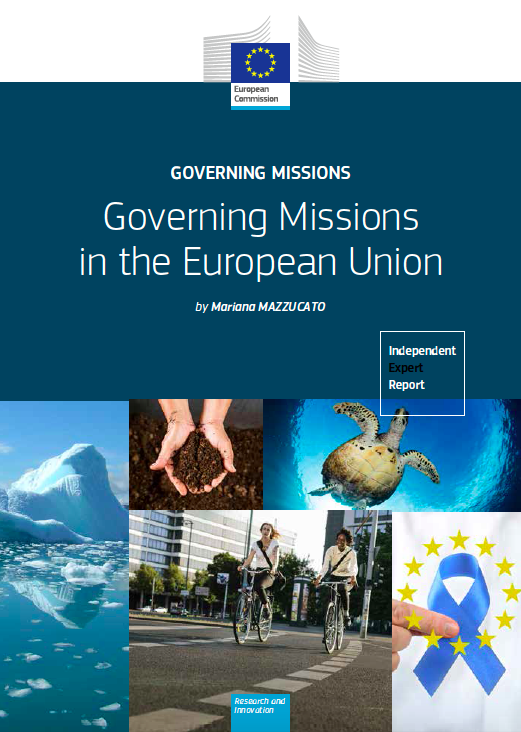 European
Commission
GOVERNING MISSIONS
Governing Missions
in the European Union
by Mariana MAZZUCATO
Independent
Expert
Report
Research and
Innovation